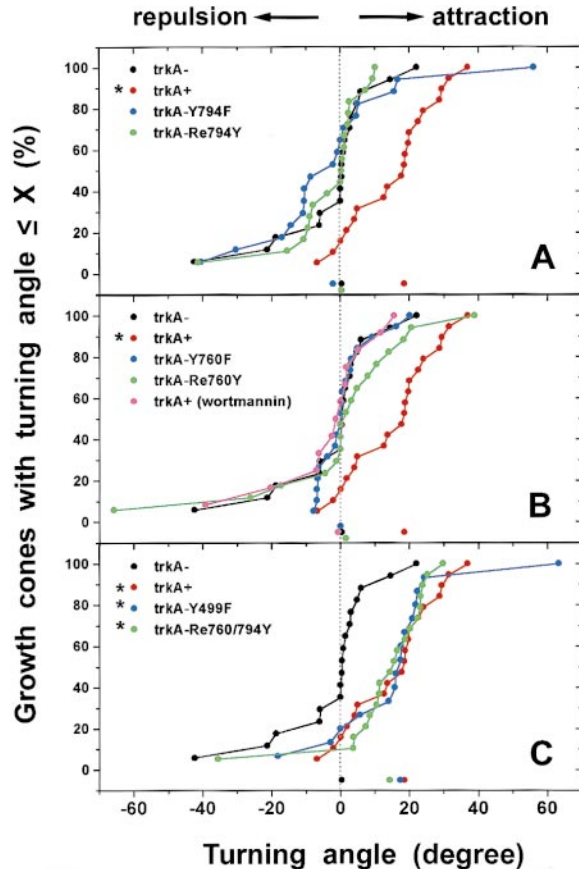 repulsion attraction
Growth cones with turning angle ≤ X (%)
100
80
60
40
20
0
trkA-
* trkA+
trkA-Y794F
trkA-Re794Y
A
100
80
60
40
20
0
trkA-
* trkA+
trkA-Y760F
trkA-Re760Y
trkA+ (wortmannin)
B
100
80
60
40
20
0
trkA-
* trkA+
* trkA-Y499F
* trkA-Re760/794Y
C
-60 -40 -20 0 20 40 60
Turning angle (degree)